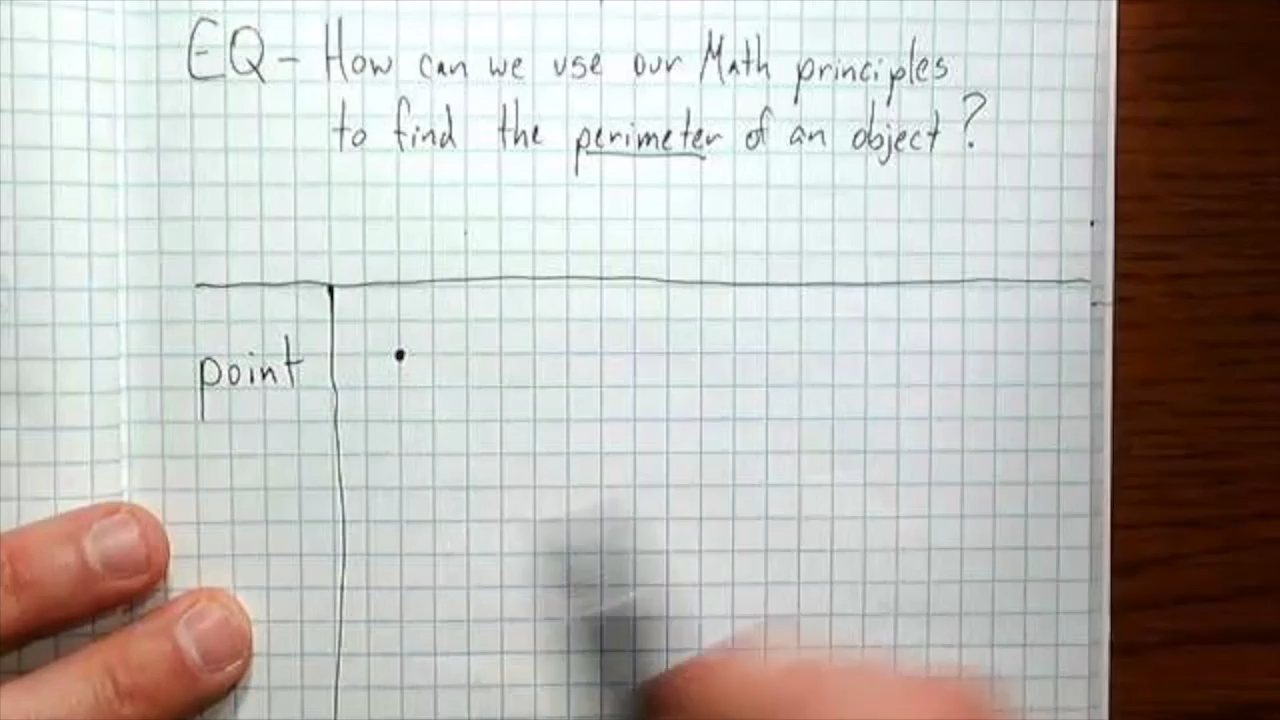 EQ - How can we use our Math principles
to find the perimeter of an object?
point